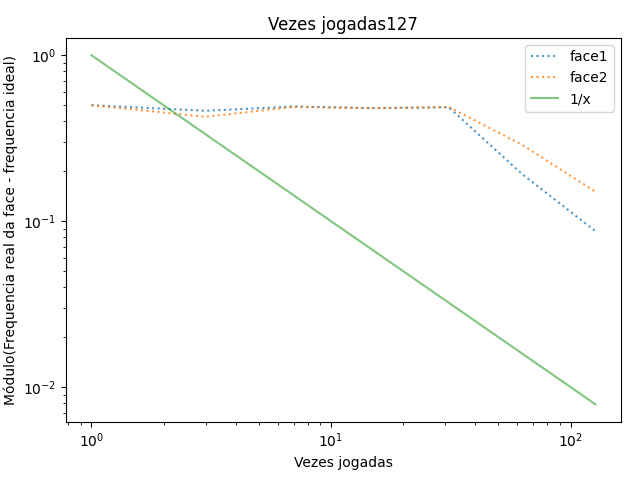 Vezes jogadas127
Módulo(Frequencia real da face - frequencia ideal)
10⁰
10⁻¹
10⁻²
face1
face2
1/x
10⁰
10¹
10²
Vezes jogadas